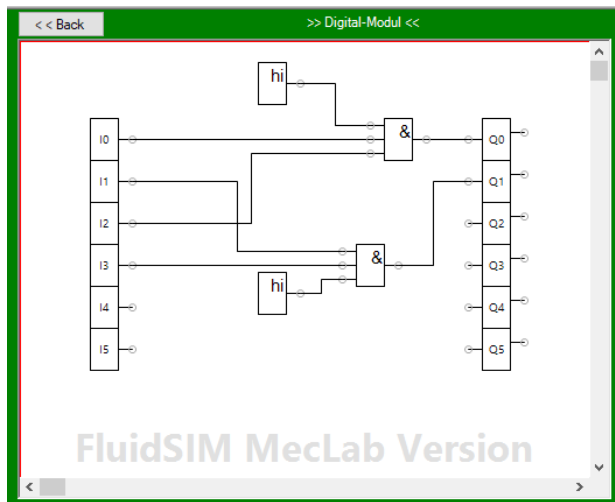 < < Back
>> Digital-Modul <<
hi
&
I0
Q0
I1
Q1
I2
Q2
&
I3
Q3
hi
I4
Q4
I5
Q5
FluidSIM MecLab Version